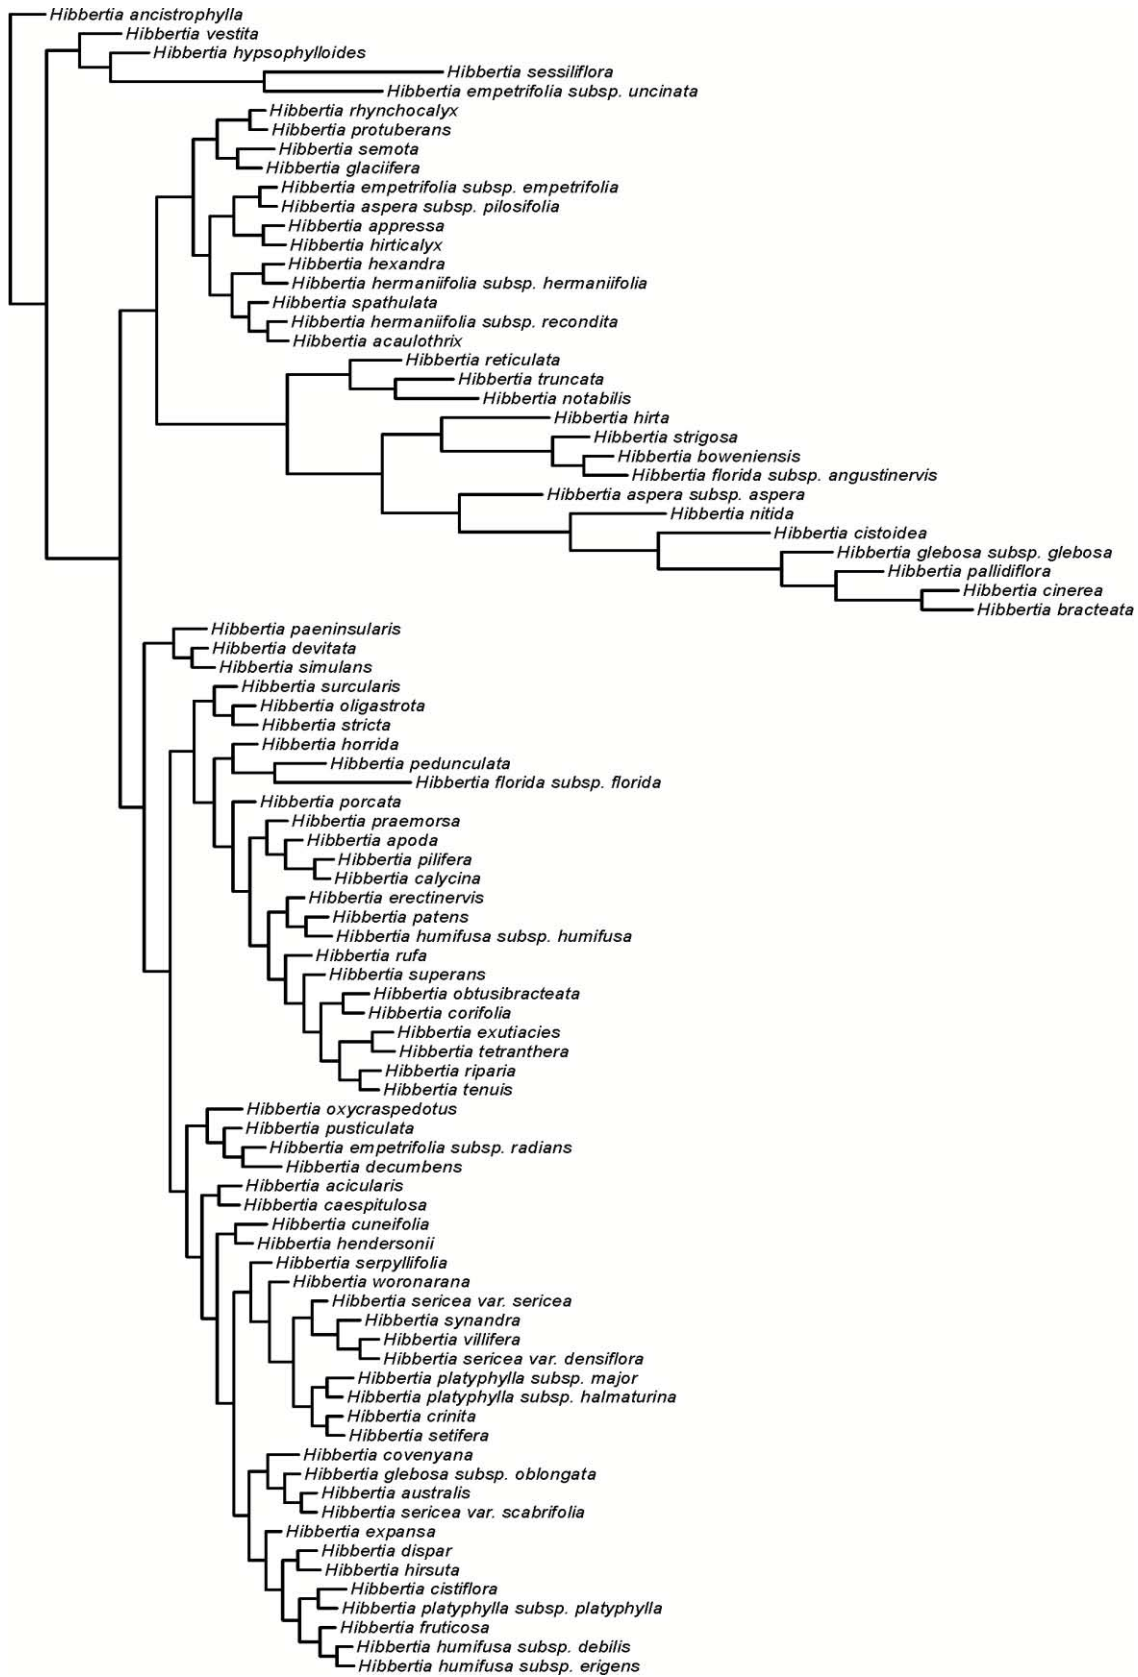 Hibbertia ancistrophylla
Hibbertia vestita
Hibbertia hypsophylloides
Hibbertia sessiliflora
Hibbertia empetrifolia subsp. uncinata
Hibbertia rhynchocalyx
Hibbertia protuberans
Hibbertia semota
Hibbertia glaciifera
Hibbertia empetrifolia subsp. empetrifolia
Hibbertia aspera subsp. pilosifolia
Hibbertia appressa
Hibbertia hirticalyx
Hibbertia hexandra
Hibbertia hermaniifolia subsp. hermaniifolia
Hibbertia spathulata
Hibbertia hermaniifolia subsp. recondita
Hibbertia acaulothrix
Hibbertia reticulata
Hibbertia truncata
Hibbertia notabilis
Hibbertia hirta
Hibbertia strigosa
Hibbertia boweniensis
Hibbertia florida subsp. angustinervis
Hibbertia aspera subsp. aspera
Hibbertia nitida
Hibbertia cistoidea
Hibbertia glebosa subsp. glebosa
Hibbertia pallidiflora
Hibbertia cinerea
Hibbertia bracteata
Hibbertia paeninsularis
Hibbertia devitata
Hibbertia simulans
Hibbertia surcularis
Hibbertia oligastrota
Hibbertia stricta
Hibbertia horrida
Hibbertia pedunculata
Hibbertia florida subsp. florida
Hibbertia porcata
Hibbertia praemorsa
Hibbertia apoda
Hibbertia pilifera
Hibbertia calycina
Hibbertia erectinervis
Hibbertia patens
Hibbertia humifusa subsp. humifusa
Hibbertia rufa
Hibbertia superans
Hibbertia obtusibracteata
Hibbertia corifolia
Hibbertia exutiacies
Hibbertia tetranthera
Hibbertia riparia
Hibbertia tenuis
Hibbertia oxycraspedotus
Hibbertia pusticulata
Hibbertia empetrifolia subsp. radians
Hibbertia decumbens
Hibbertia acicularis
Hibbertia caespitulosa
Hibbertia cuneifolia
Hibbertia hendersonii
Hibbertia serpyllifolia
Hibbertia woronarana
Hibbertia sericea var. sericea
Hibbertia synandra
Hibbertia villifera
Hibbertia sericea var. densiflora
Hibbertia platyphylla subsp. major
Hibbertia platyphylla subsp. halmaturina
Hibbertia crinita
Hibbertia setifera
Hibbertia covenyana
Hibbertia glebosa subsp. oblongata
Hibbertia australis
Hibbertia sericea var. scabrifolia
Hibbertia expansa
Hibbertia dispar
Hibbertia hirsuta
Hibbertia cistiflora
Hibbertia platyphylla subsp. platyphylla
Hibbertia fruticosa
Hibbertia humifusa subsp. debilis
Hibbertia humifusa subsp. erigens